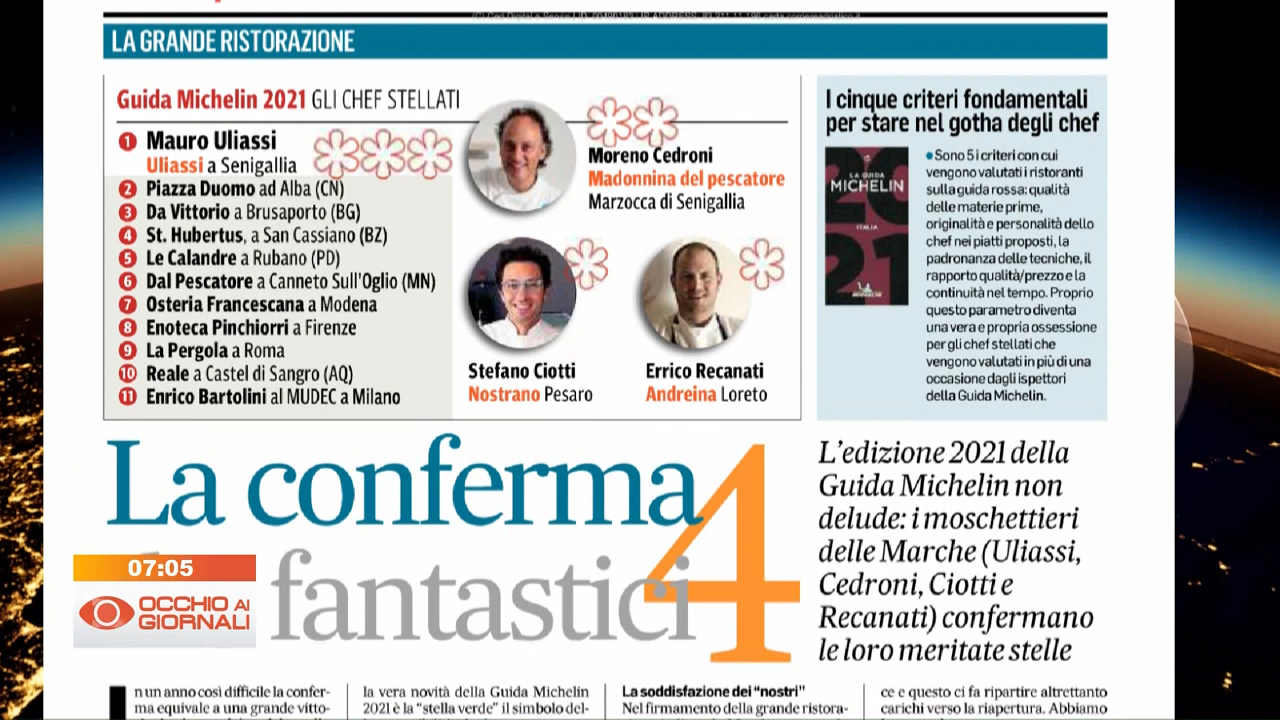 LA GRANDE RISTORAZIONE
Guida Michelin 2021 GLI CHEF STELLATI
1 Mauro Uliassi
Uliassi a Senigallia
2 Piazza Duomo ad Alba (CN)
3 Da Vittorio a Brusaporto (BG)
4 St. Hubertus, a San Cassiano (BZ)
5 Le Calandre a Rubano (PD)
6 Dal Pescatore a Canneto Sull'Oglio (MN)
7 Osteria Francescana a Modena
8 Enoteca Pinchiorri a Firenze
9 La Pergola a Roma
10 Reale a Castel di Sangro (AQ)
11 Enrico Bartolini al MUDEC a Milano
Moreno Cedroni
Madonnina del pescatore
Marzocca di Senigallia
Stefano Ciotti
Nostrano Pesaro
Errico Recanati
Andreina Loreto
I cinque criteri fondamentali
per stare nel gotha degli chef
LA GUIDA
MICHELIN
20
ITALIA
21
MICHELIN
•Sono 5 i criteri con cui
vengono valutati i ristoranti
sulla guida rossa: qualità
delle materie prime,
originalità e personalità dello
chef nei piatti proposti, la
padronanza delle tecniche, il
rapporto qualità/prezzo e la
continuità nel tempo. Proprio
questo parametro diventa
una vera e propria ossessione
per gli chef stellati che
vengono valutati in più di una
occasione dagli ispettori
della Guida Michelin.
La conferma
fantastici 4
L'edizione 2021 della
Guida Michelin non
delude: i moschettieri
delle Marche (Uliassi,
Cedroni, Ciotti e
Recanati) confermano
le loro meritate stelle
07:05
OCCHIO AI
GIORNALI
In un anno così difficile la confer-
ma equivale a una grande vitto-
la vera novità della Guida Michelin
2021 è la "stella verde" il simbolo del-
La soddisfazione dei "nostri"
Nel firmamento della grande ristora-
ce e questo ci fa ripartire altrettanto
carichi verso la riapertura. Abbiamo